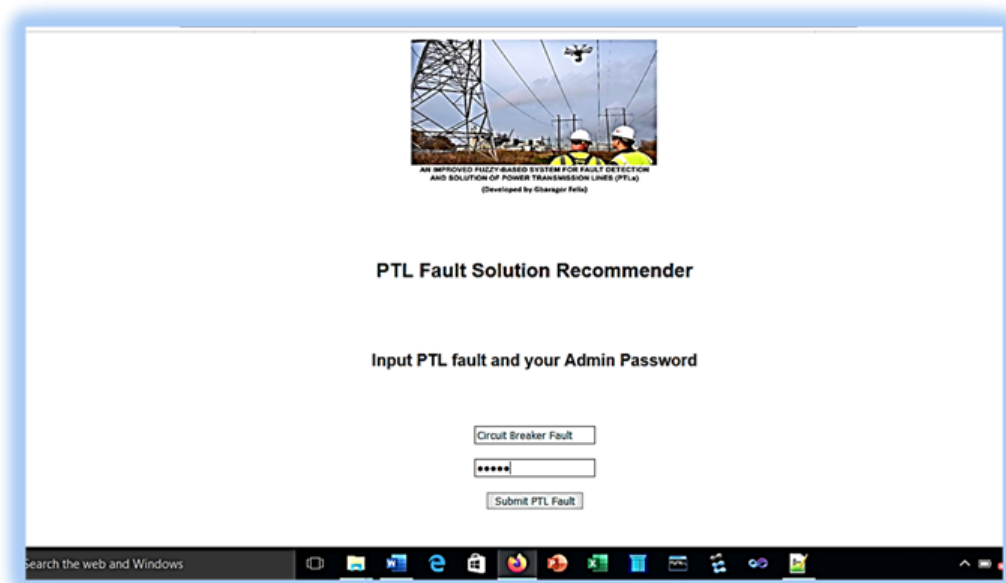 AN IMPROVED FUZZY-BASED SYSTEM FOR FAULT DETECTION
AND SOLUTION OF POWER TRANSMISSION LINES (PTLs)
(Developed by Gbaragor Felix)
PTL Fault Solution Recommender
Input PTL fault and your Admin Password
Circuit Breaker Fault
•••••
Submit PTL Fault
Search the web and Windows